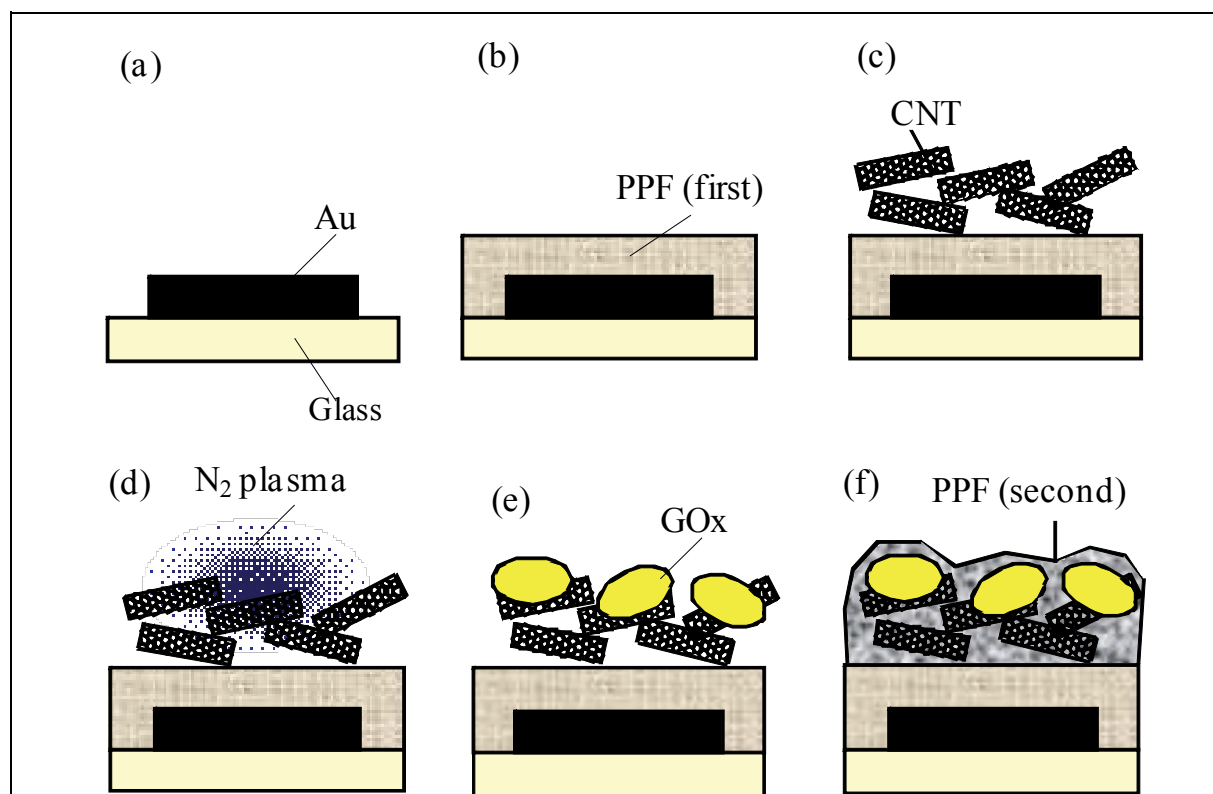 (a)
Au
Glass
(b)
PPF (first)
(c)
CNT
(d)
N₂ plasma
(e)
GOx
(f)
PPF (second)